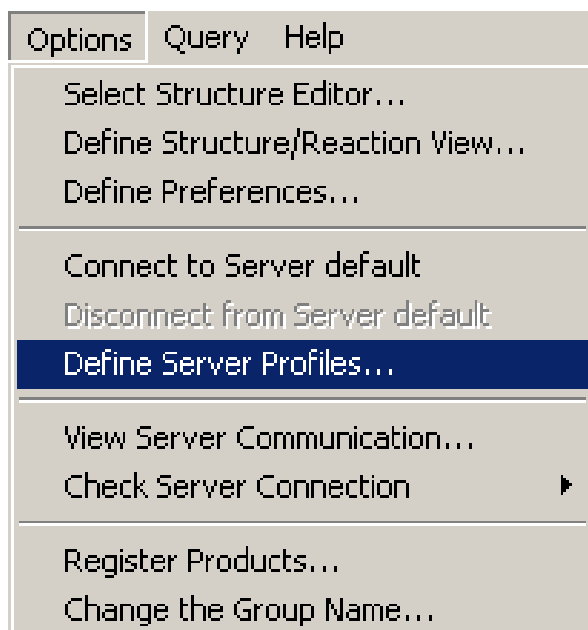 Options Query Help
Select Structure Editor...
Define Structure/Reaction View...
Define Preferences...
Connect to Server default
Disconnect from Server default
Define Server Profiles...
View Server Communication...
Check Server Connection
Register Products...
Change the Group Name...